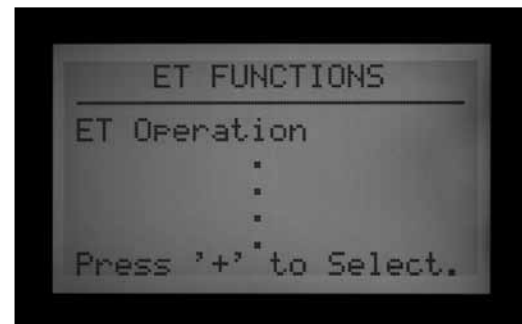 ET FUNCTIONS
ET Operation
.
.
.
.
Press '+' to Select.